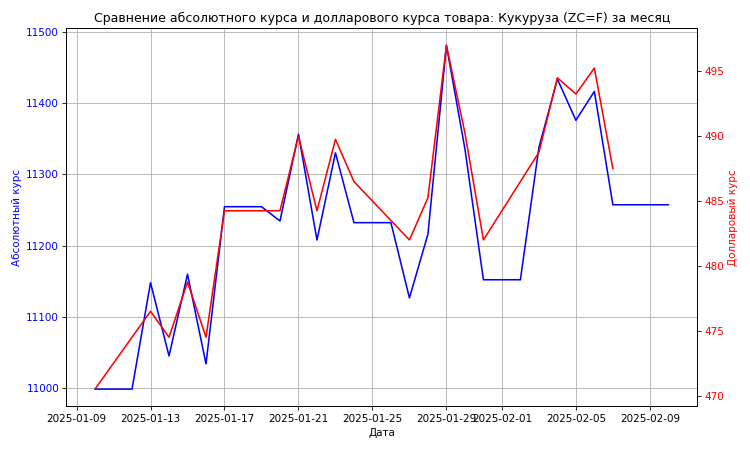 Сравнение абсолютного курса и долларового курса товара: Кукуруза (ZC=F) за месяц
11500
11400
11300
11200
11100
11000
Абсолютный курс
495
490
485
480
475
470
Долларовый курс
2025-01-09 2025-01-13 2025-01-17 2025-01-21 2025-01-25 2025-01-29 2025-02-01 2025-02-05 2025-02-09
Дата